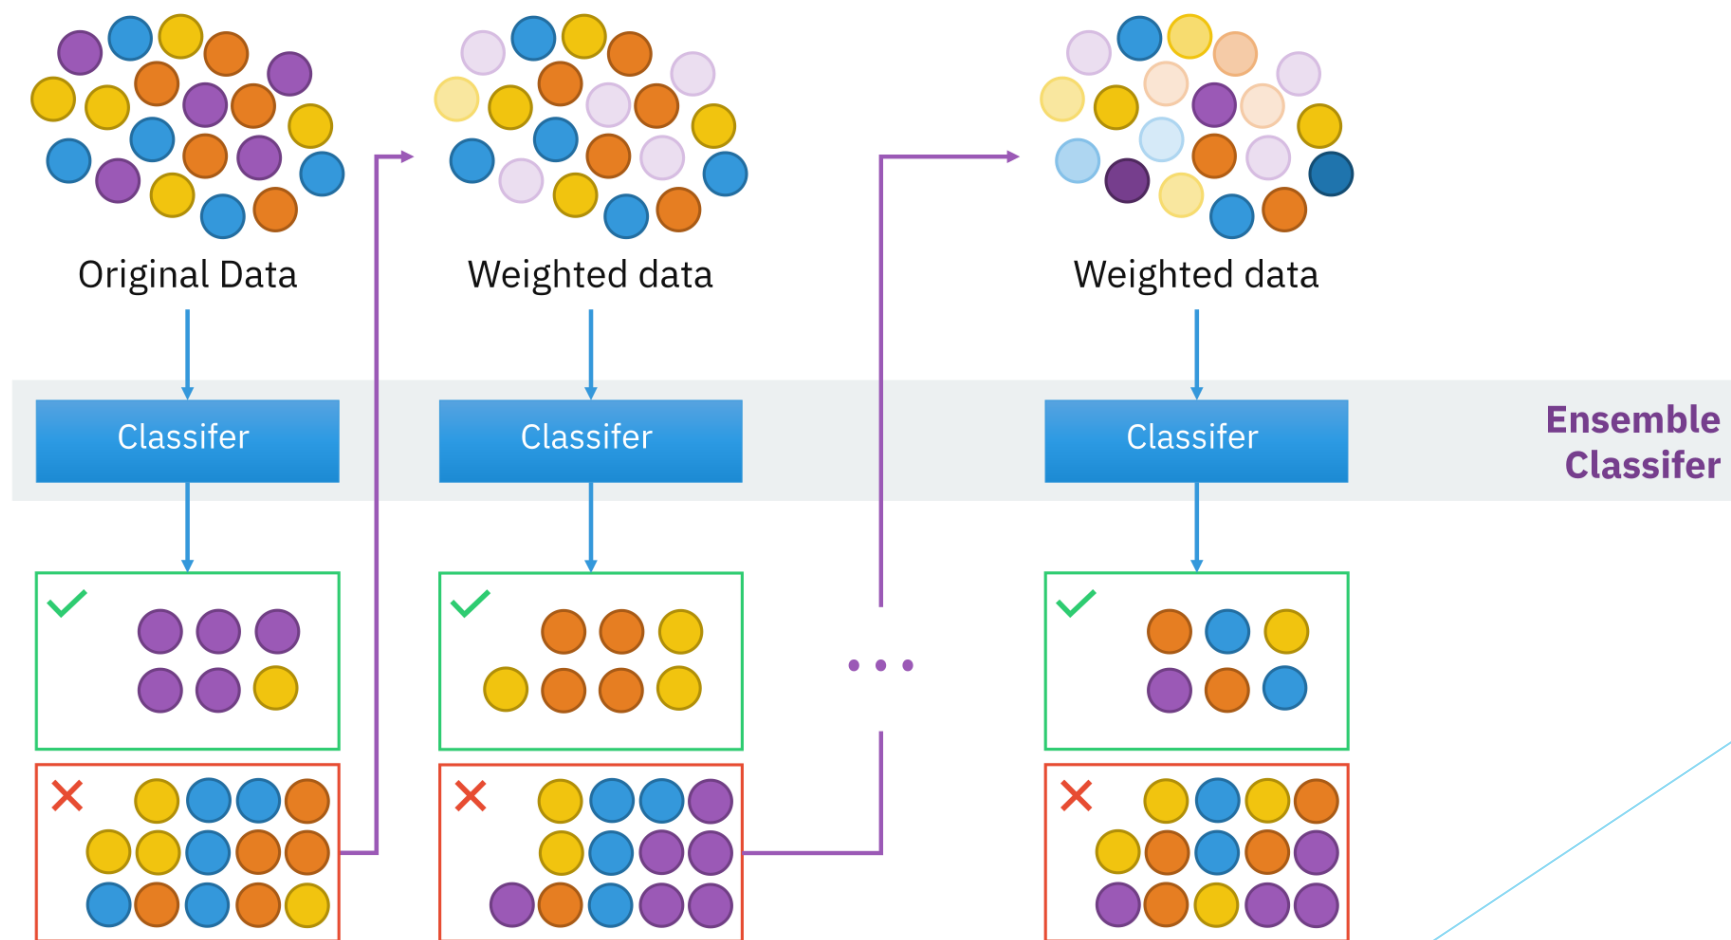 Original Data
Weighted data
Weighted data
Classifer
Classifer
Classifer
Ensemble
Classifer